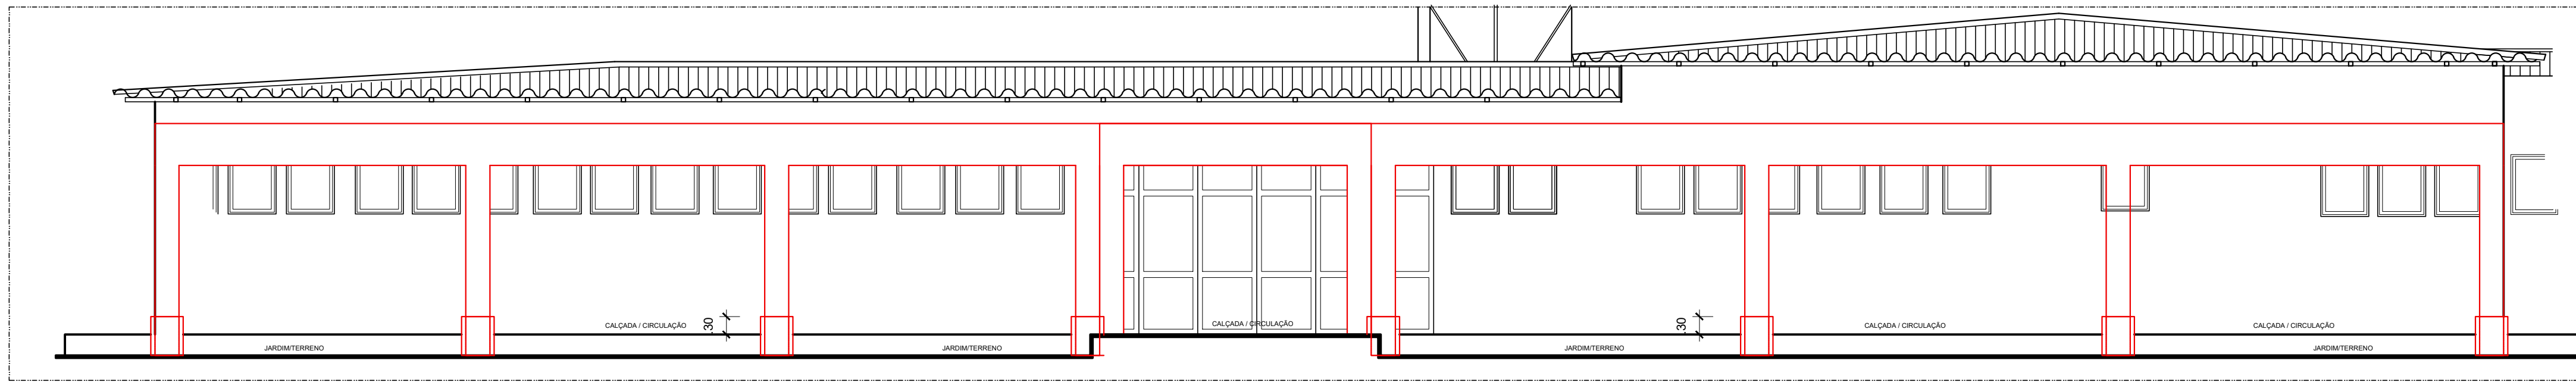 CALÇADA / CIRCULAÇÃO
.30
CALÇADA / CIRCULAÇÃO
.30
CALÇADA / CIRCULAÇÃO
CALÇADA / CIRCULAÇÃO
JARDIM/TERRENO
JARDIM/TERRENO
JARDIM/TERRENO
JARDIM/TERRENO